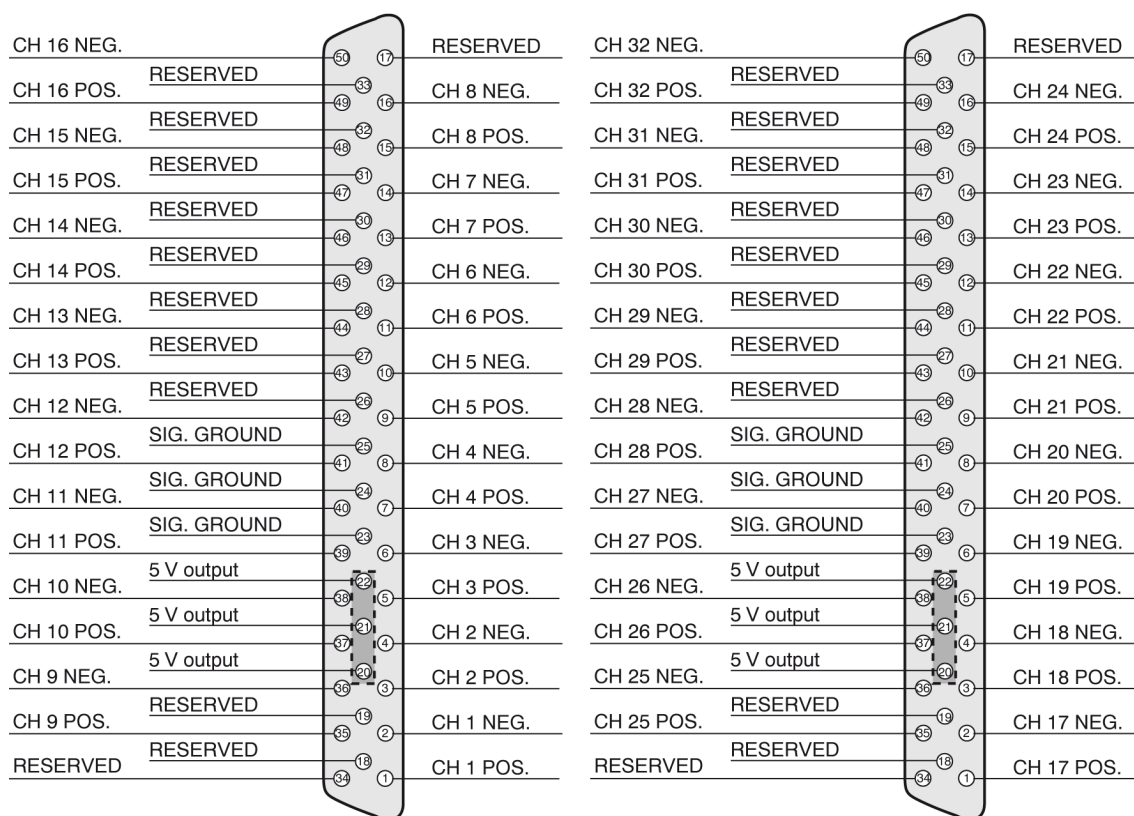 CH 16 NEG.
50
17
RESERVED
RESERVED
33
CH 16 POS.
49
16
CH 8 NEG.
RESERVED
32
CH 15 NEG.
48
15
CH 8 POS.
RESERVED
31
CH 15 POS.
47
14
CH 7 NEG.
RESERVED
30
CH 14 NEG.
46
13
CH 7 POS.
RESERVED
29
CH 14 POS.
45
12
CH 6 NEG.
RESERVED
28
CH 13 NEG.
44
11
CH 6 POS.
RESERVED
27
CH 13 POS.
43
10
CH 5 NEG.
RESERVED
26
CH 12 NEG.
42
9
CH 5 POS.
SIG. GROUND
25
CH 12 POS.
41
8
CH 4 NEG.
SIG. GROUND
24
CH 11 NEG.
40
7
CH 4 POS.
SIG. GROUND
23
CH 11 POS.
39
6
CH 3 NEG.
5 V output
22
CH 10 NEG.
38
5
CH 3 POS.
5 V output
21
CH 10 POS.
37
4
CH 2 NEG.
5 V output
20
CH 9 NEG.
36
3
CH 2 POS.
RESERVED
19
CH 9 POS.
35
2
CH 1 NEG.
RESERVED
18
RESERVED
34
1
CH 1 POS.
CH 32 NEG.
50
17
RESERVED
RESERVED
33
CH 32 POS.
49
16
CH 24 NEG.
RESERVED
32
CH 31 NEG.
48
15
CH 24 POS.
RESERVED
31
CH 31 POS.
47
14
CH 23 NEG.
RESERVED
30
CH 30 NEG.
46
13
CH 23 POS.
RESERVED
29
CH 30 POS.
45
12
CH 22 NEG.
RESERVED
28
CH 29 NEG.
44
11
CH 22 POS.
RESERVED
27
CH 29 POS.
43
10
CH 21 NEG.
RESERVED
26
CH 28 NEG.
42
9
CH 21 POS.
SIG. GROUND
25
CH 28 POS.
41
8
CH 20 NEG.
SIG. GROUND
24
CH 27 NEG.
40
7
CH 20 POS.
SIG. GROUND
23
CH 27 POS.
39
6
CH 19 NEG.
5 V output
22
CH 26 NEG.
38
5
CH 19 POS.
5 V output
21
CH 26 POS.
37
4
CH 18 NEG.
5 V output
20
CH 25 NEG.
36
3
CH 18 POS.
RESERVED
19
CH 25 POS.
35
2
CH 17 NEG.
RESERVED
18
RESERVED
34
1
CH 17 POS.